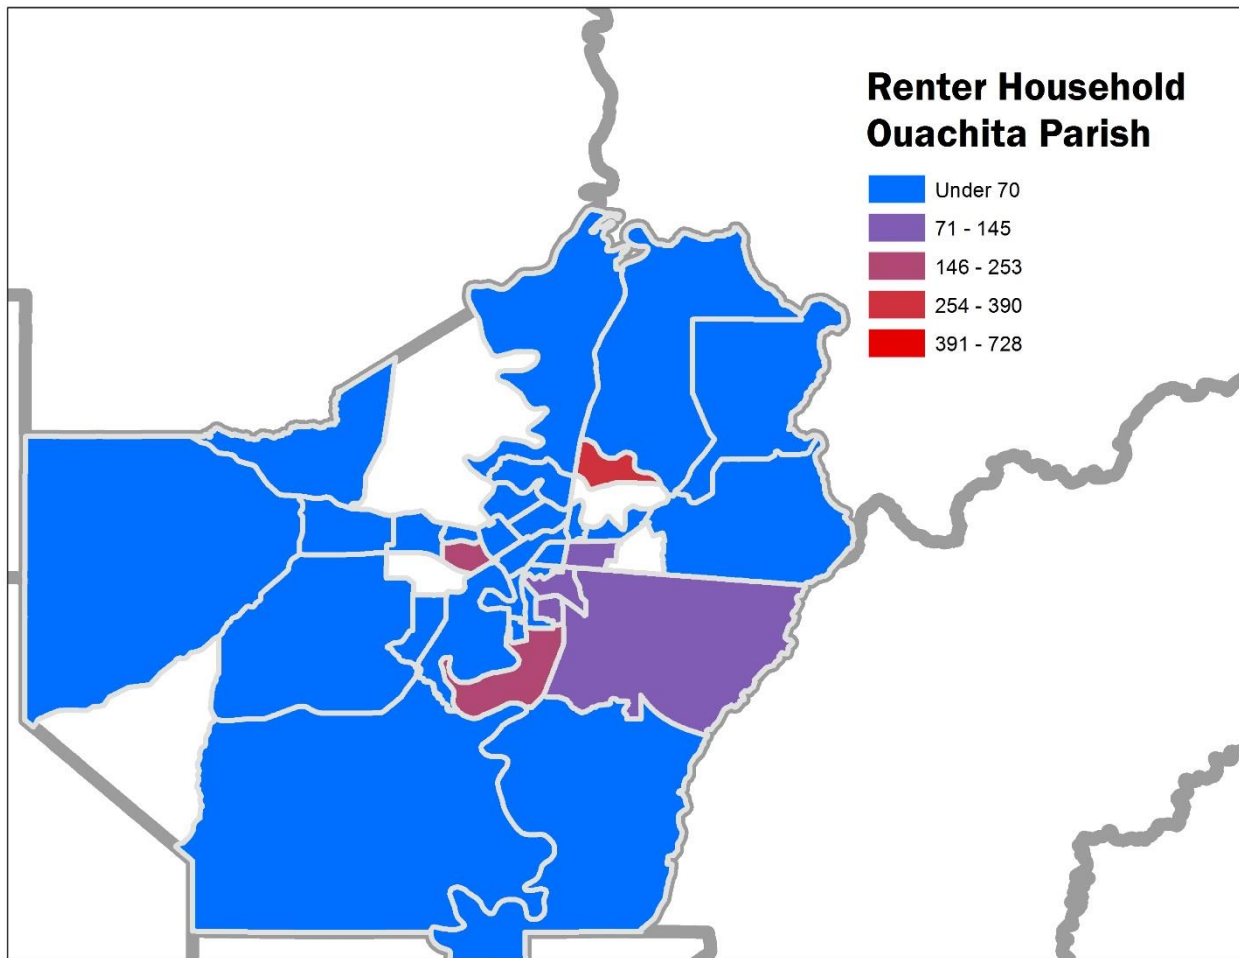 Renter Household
Ouachita Parish
Under 70
71 - 145
146 - 253
254 - 390
391 - 728